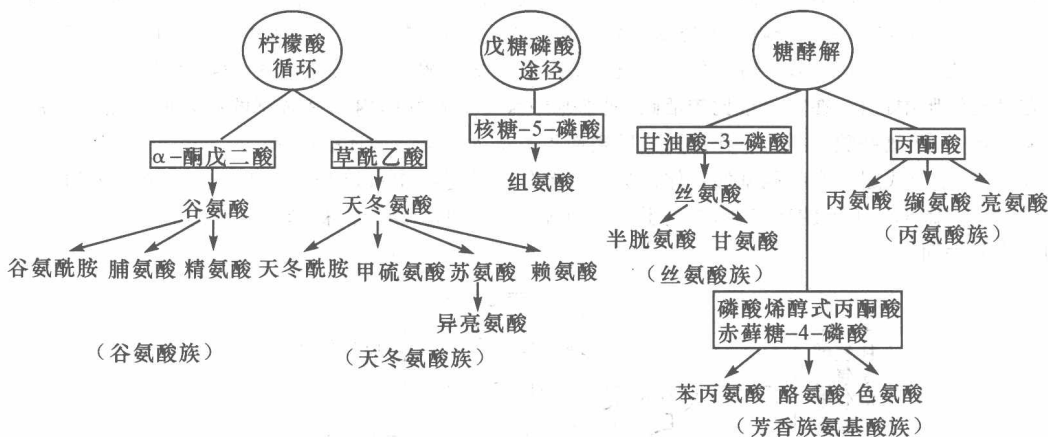 柠檬酸
循环
戊糖磷酸
途径
糖酵解
α-酮戊二酸
草酰乙酸
核糖-5-磷酸
甘油酸-3-磷酸
丙酮酸
谷氨酸
天冬氨酸
组氨酸
丝氨酸
丙氨酸 缬氨酸 亮氨酸
(丙氨酸族)
谷氨酰胺 脯氨酸 精氨酸
天冬酰胺 甲硫氨酸 苏氨酸 赖氨酸
半胱氨酸 甘氨酸
(丝氨酸族)
异亮氨酸
(谷氨酸族)
(天冬氨酸族)
磷酸烯醇式丙酮酸
赤藓糖-4-磷酸
苯丙氨酸 酪氨酸 色氨酸
(芳香族氨基酸族)